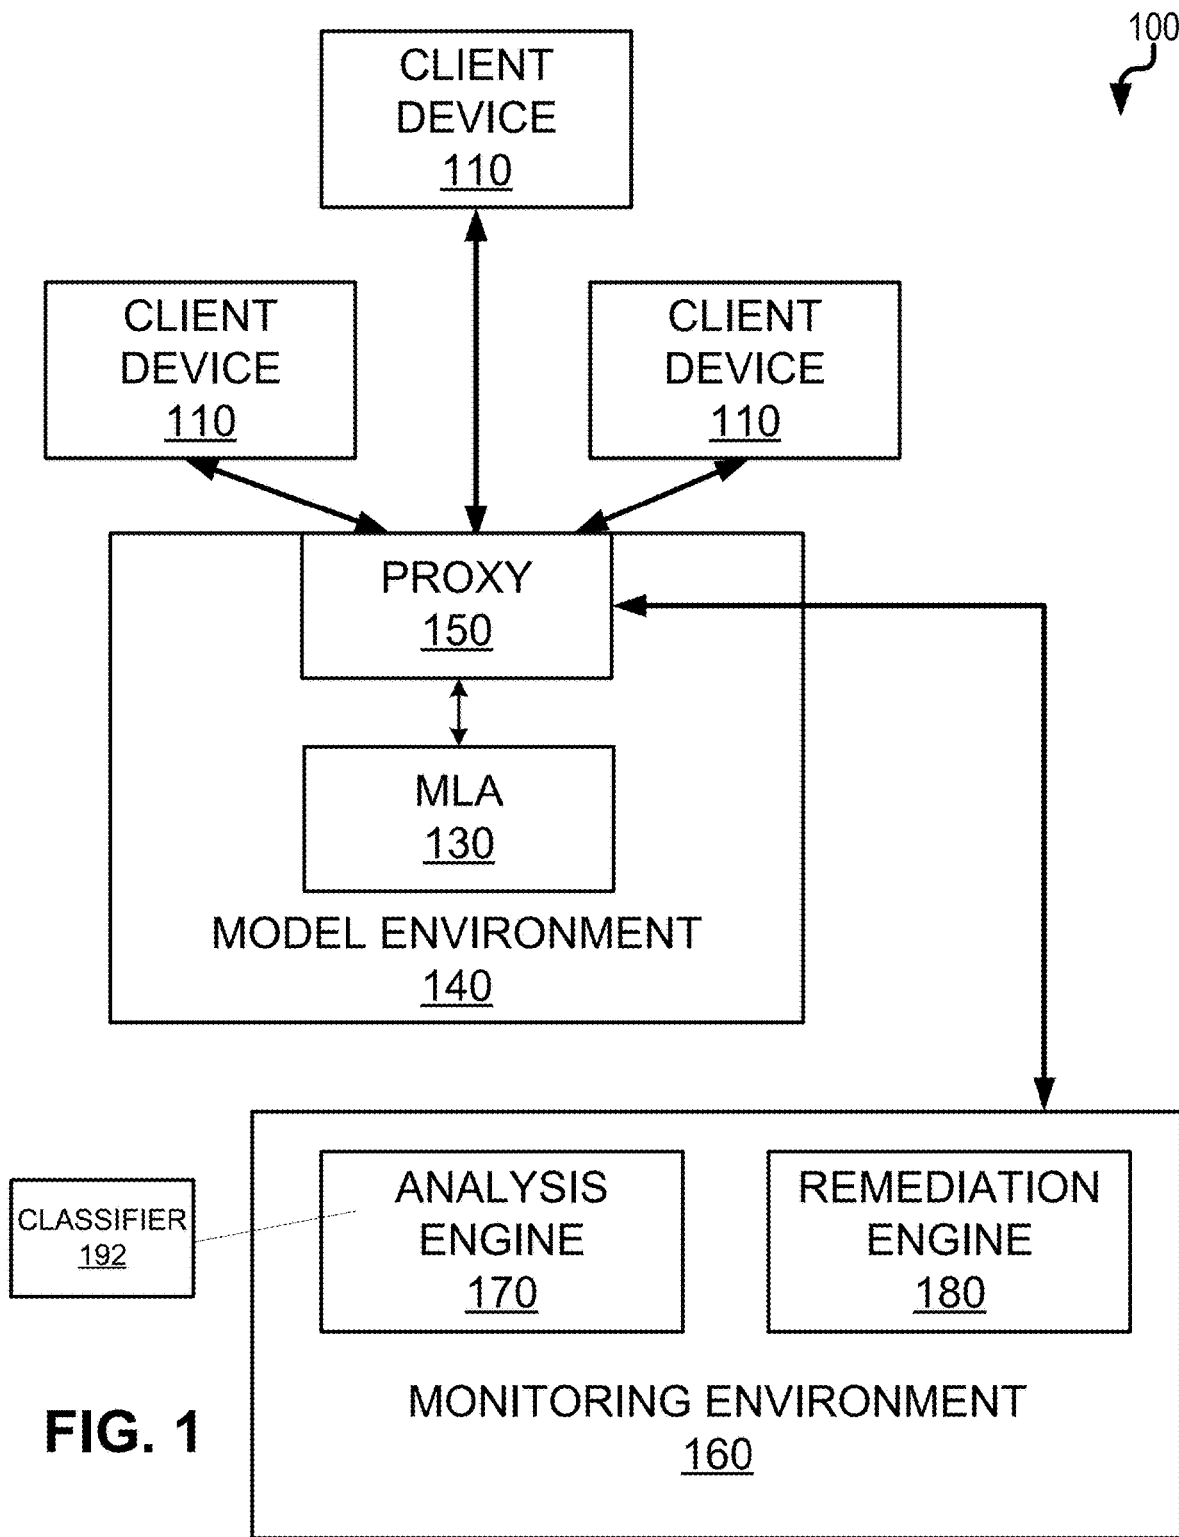 100
CLIENT
DEVICE
110
CLIENT
DEVICE
110
CLIENT
DEVICE
110
PROXY
150
MLA
130
MODEL ENVIRONMENT
140
ANALYSIS
ENGINE
170
REMEDIATION
ENGINE
180
CLASSIFIER
192
MONITORING ENVIRONMENT
160
FIG. 1